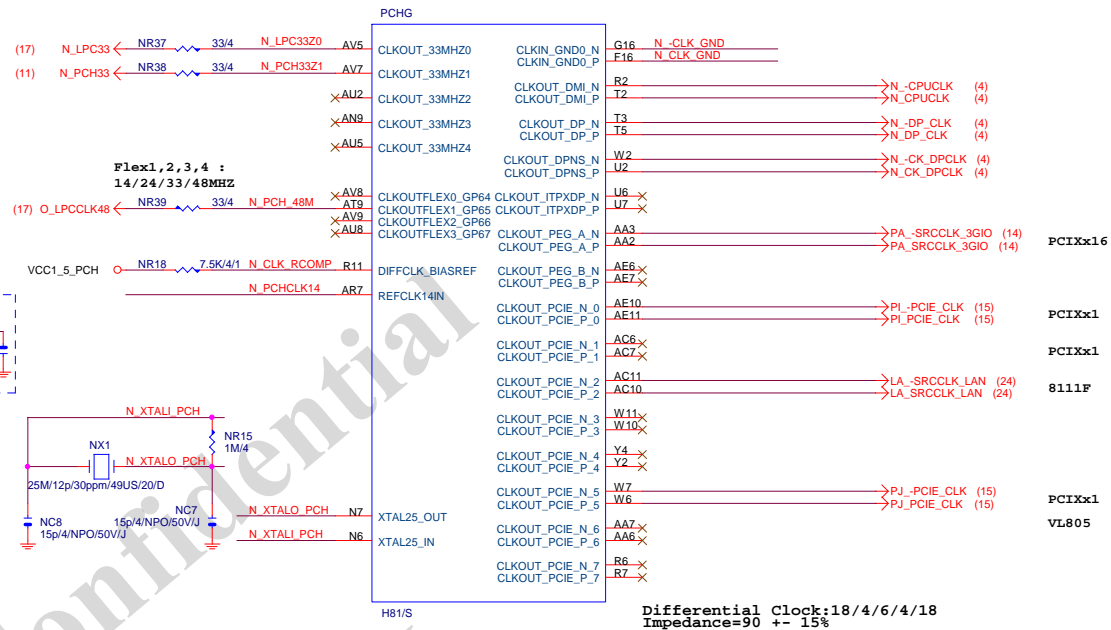 PCHG
(17) N_LPC33 NR37 33/4 N_LPC33Z0 AV5 CLKOUT_33MHZ0
(11) N_PCH33 NR38 33/4 N_PCH33Z1 AV7 CLKOUT_33MHZ1
AU2 CLKOUT_33MHZ2
AN9 CLKOUT_33MHZ3
AU5 CLKOUT_33MHZ4
Flex1,2,3,4 :
14/24/33/48MHZ
AV8 CLKOUTFLEX0_GP64
(17) O_LPCCLK48 NR39 33/4 N_PCH_48M AT9 CLKOUTFLEX1_GP65
AV9 CLKOUTFLEX2_GP66
AU8 CLKOUTFLEX3_GP67
VCC1_5_PCH NR18 7.5K/4/1 N_CLK_RCOMP R11 DIFFCLK_BIASREF
N_PCHCLK14 AR7 REFCLK14IN
N_XTALI_PCH
NR15
1M/4
NX1
N_XTALO_PCH
25M/12p/30ppm/49US/20/D
NC8
15p/4/NPO/50V/J
NC7
15p/4/NPO/50V/J
N_XTALO_PCH N7 XTAL25_OUT
N_XTALI_PCH N6 XTAL25_IN
CLKIN_GND0_N G16 N_-CLK_GND
CLKIN_GND0_P F16 N_CLK_GND
CLKOUT_DMI_N R2 N_-CPUCLK (4)
CLKOUT_DMI_P T2 N_CPUCLK (4)
CLKOUT_DP_N T3 N_-DP_CLK (4)
CLKOUT_DP_P T5 N_DP_CLK (4)
CLKOUT_DPNS_N W2 N_-CK_DPCLK (4)
CLKOUT_DPNS_P U2 N_CK_DPCLK (4)
CLKOUT_ITPXDP_N U6
CLKOUT_ITPXDP_P U7
CLKOUT_PEG_A_N AA3 PA_-SRCCLK_3GIO (14)
CLKOUT_PEG_A_P AA2 PA_SRCCLK_3GIO (14)
PCIXx16
CLKOUT_PEG_B_N AE6
CLKOUT_PEG_B_P AE7
CLKOUT_PCIE_N_0 AE10 PI_-PCIE_CLK (15)
CLKOUT_PCIE_P_0 AE11 PI_PCIE_CLK (15)
PCIXx1
CLKOUT_PCIE_N_1 AC6
CLKOUT_PCIE_P_1 AC7
PCIXx1
CLKOUT_PCIE_N_2 AC11 LA_-SRCCLK_LAN (24)
CLKOUT_PCIE_P_2 AC10 LA_SRCCLK_LAN (24)
8111F
CLKOUT_PCIE_N_3 W11
CLKOUT_PCIE_P_3 W10
CLKOUT_PCIE_N_4 Y4
CLKOUT_PCIE_P_4 Y2
CLKOUT_PCIE_N_5 W7 PJ_-PCIE_CLK (15)
CLKOUT_PCIE_P_5 W6 PJ_PCIE_CLK (15)
PCIXx1
VL805
CLKOUT_PCIE_N_6 AA7
CLKOUT_PCIE_P_6 AA6
CLKOUT_PCIE_N_7 R6
CLKOUT_PCIE_P_7 R7
H81/S
Differential Clock:18/4/6/4/18
Impedance=90 +- 15%
onfidential